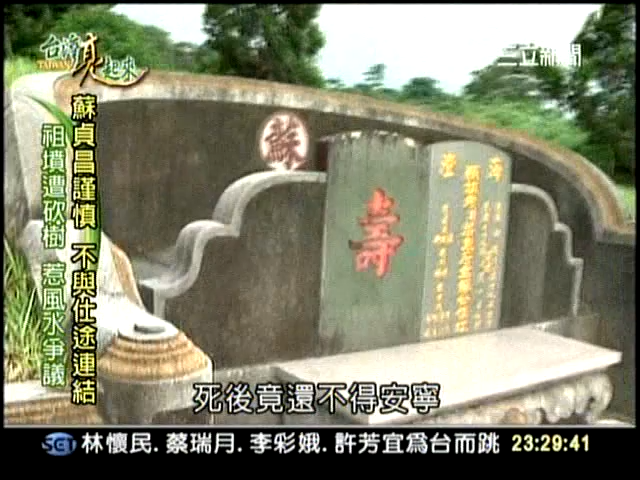 台灣亮起來
TAIWAN
三立新聞
蘇貞昌謹慎 不與仕途連結
祖墳遭砍樹 惹風水爭議
蘇
壽
死後竟還不得安寧
SET 林懷民. 蔡瑞月. 李彩娥. 許芳宜為台而跳 23:29:41